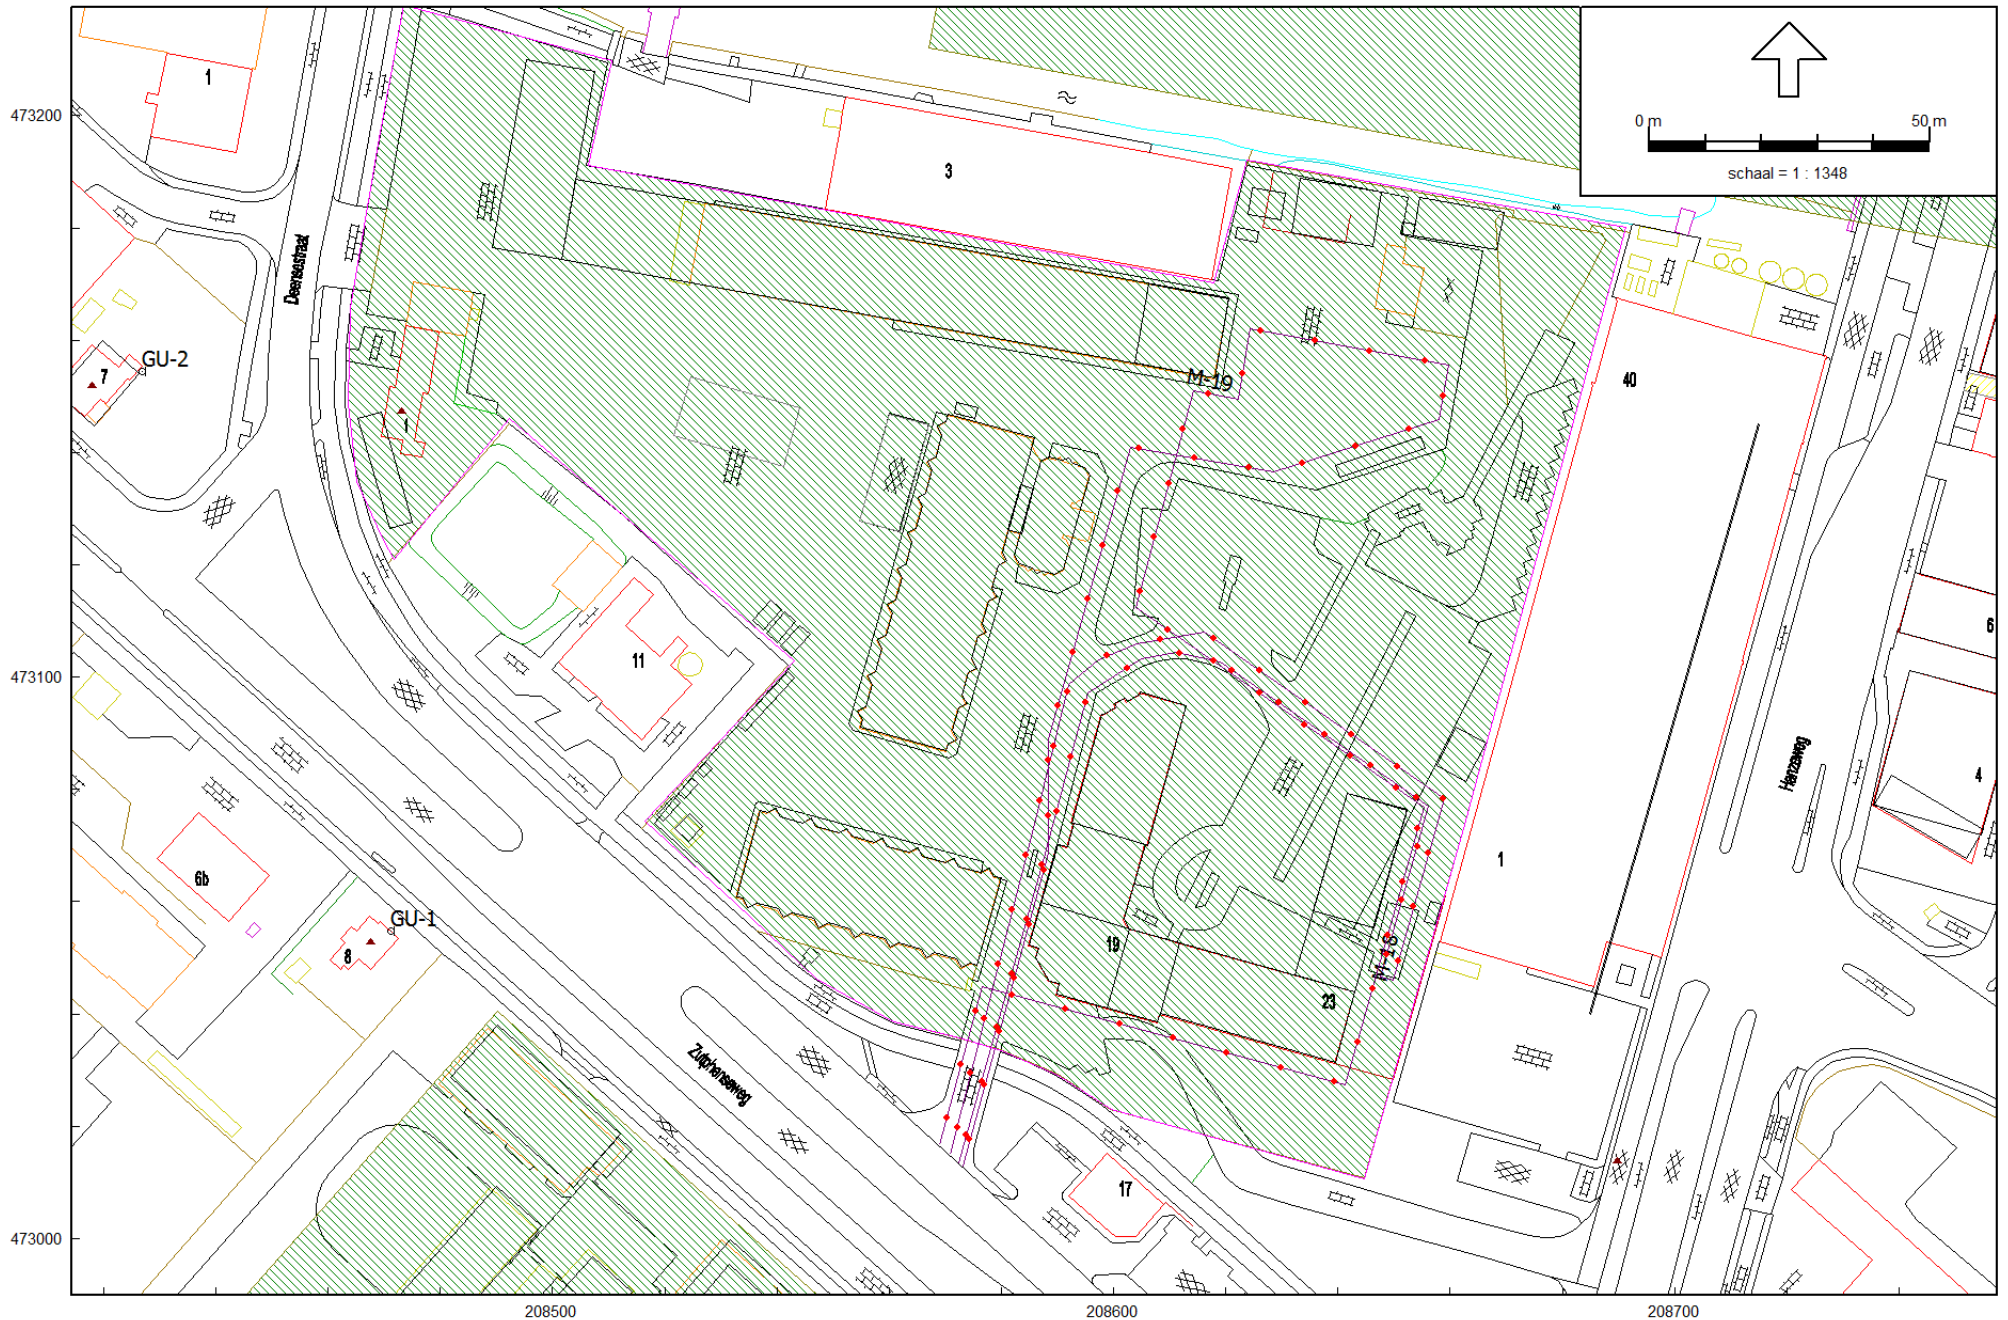 1
473200
0 m
50 m
schaal = 1 : 1348
3
Deensestraat
GU-2
7
1
M-19
40
6
11
473100
Hanzeweg
4
1
6b
GU-1
8
19
M-18
23
Zutphenseweg
17
473000
208500
208600
208700